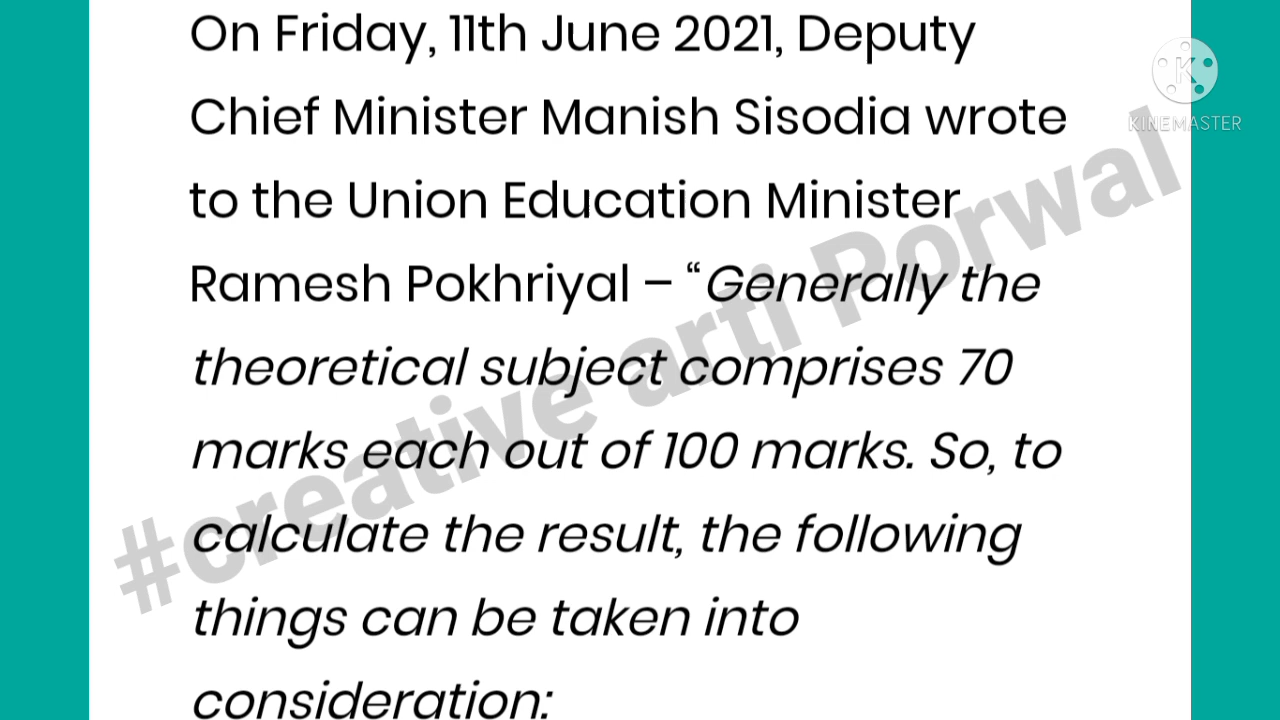 On Friday, 11th June 2021, Deputy
Chief Minister Manish Sisodia wrote
to the Union Education Minister
Ramesh Pokhriyal – “Generally the
theoretical subject comprises 70
marks each out of 100 marks. So, to
calculate the result, the following
things can be taken into
consideration:
#creative arti Porwal
K
KINEMASTER